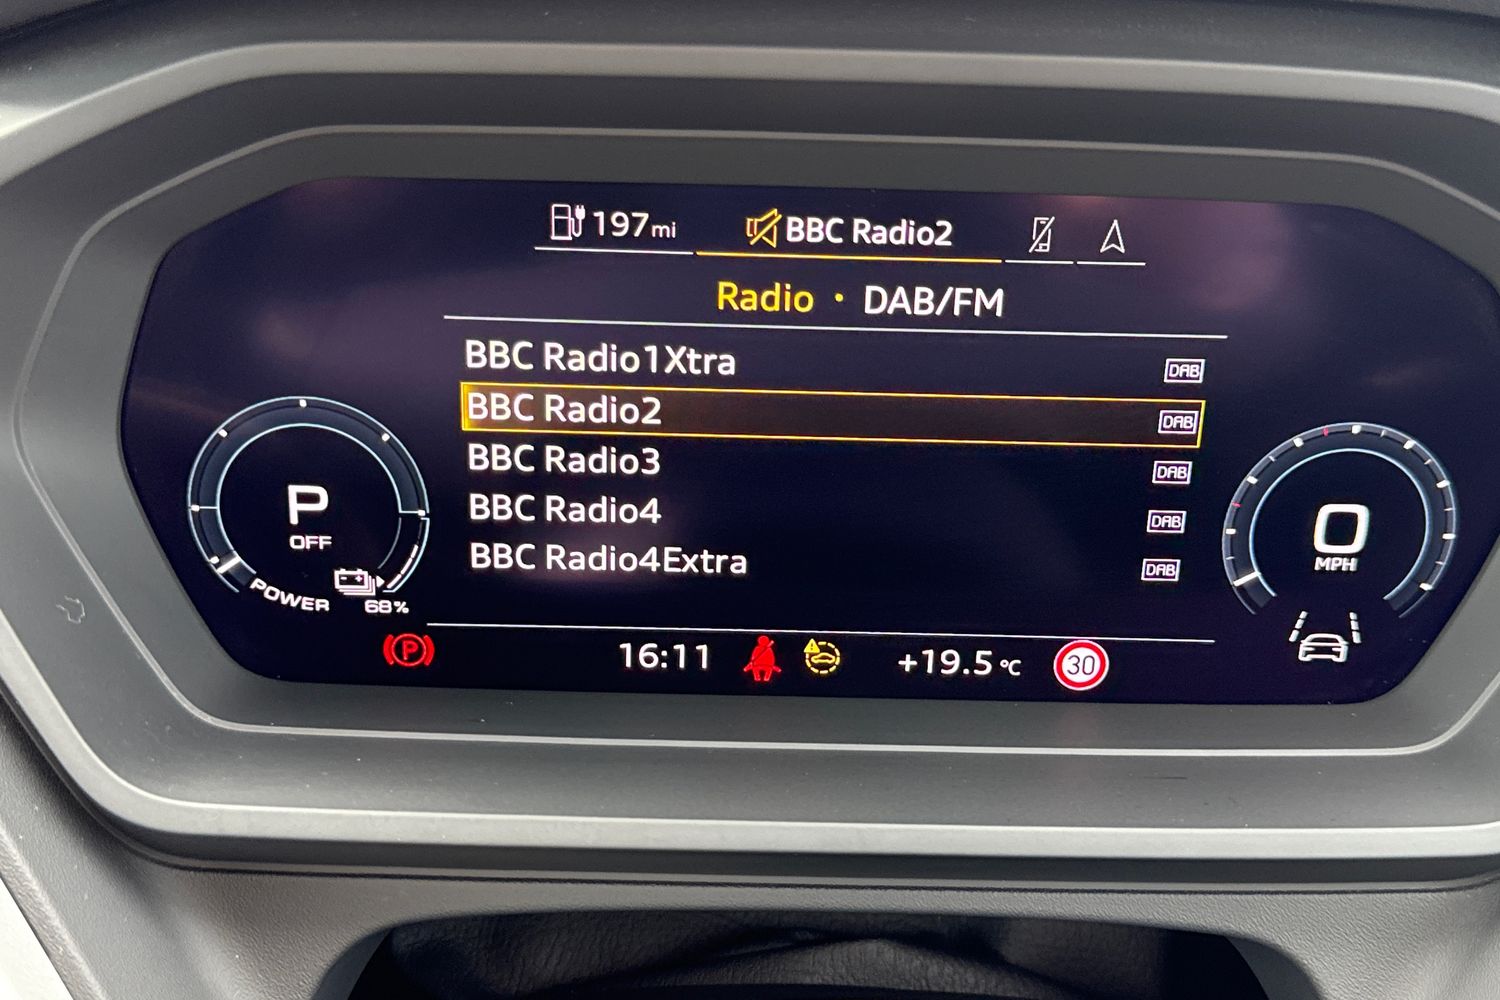 197mi
BBC Radio2
Radio • DAB/FM
BBC Radio1Xtra DAB
BBC Radio2 DAB
BBC Radio3 DAB
BBC Radio4 DAB
BBC Radio4Extra DAB
P
OFF
POWER
68%
0
MPH
P
16:11
+19.5°C
30